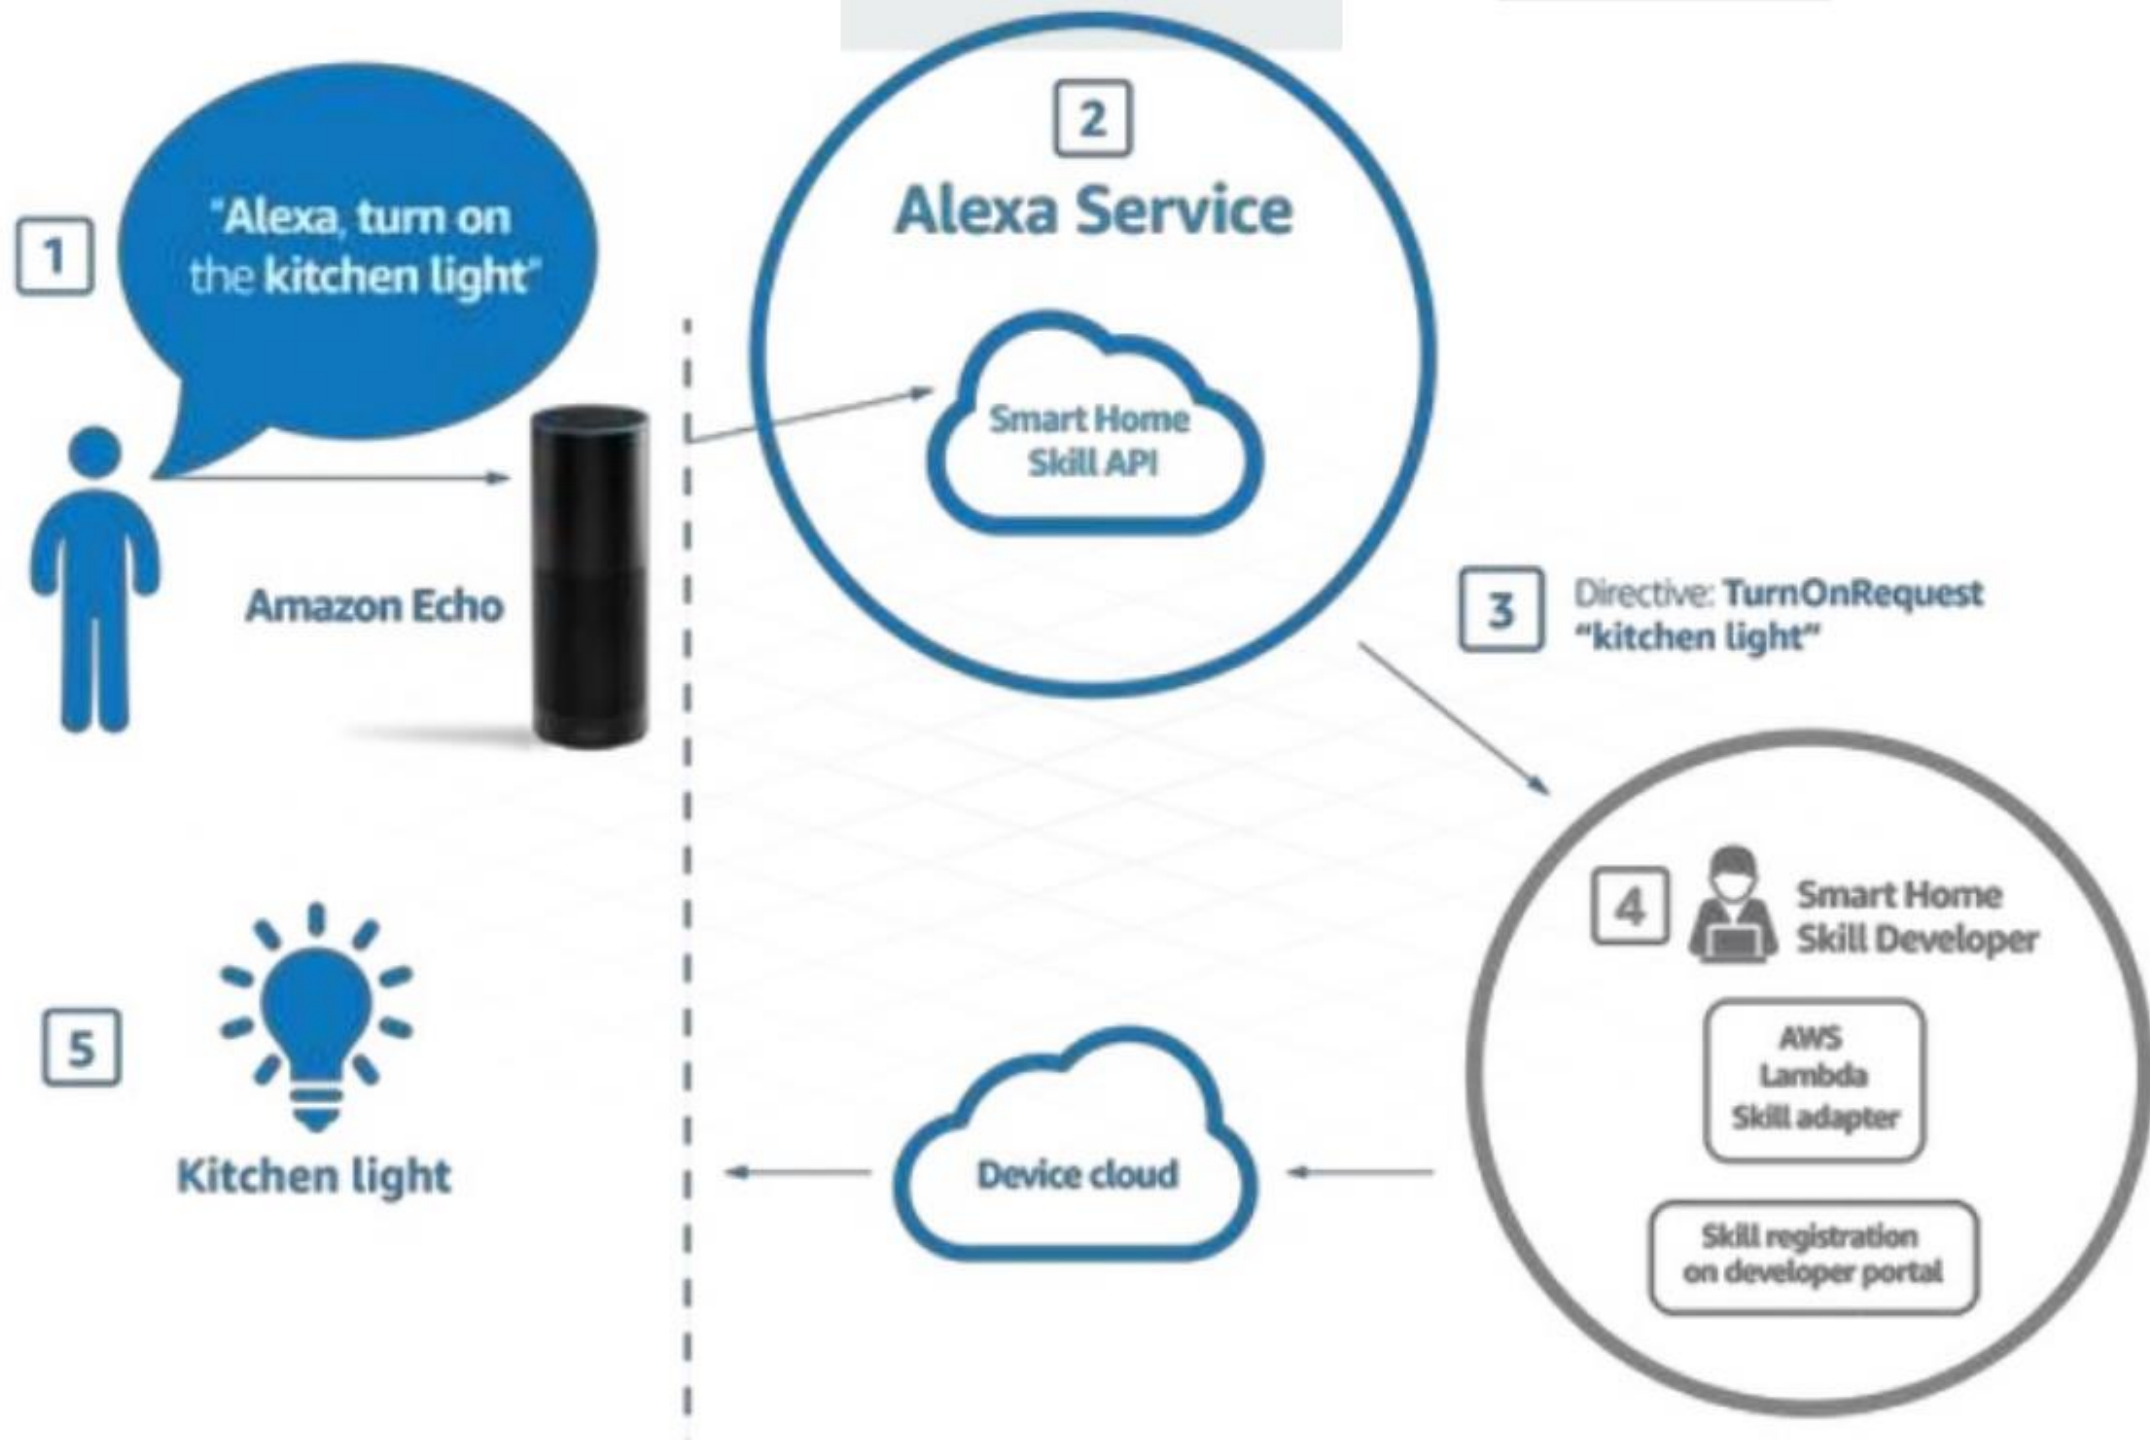 1
"Alexa, turn on
the kitchen light"
Amazon Echo
2
Alexa Service
Smart Home
Skill API
3
Directive: TurnOnRequest
"kitchen light"
4
Smart Home
Skill Developer
AWS
Lambda
Skill adapter
Skill registration
on developer portal
Device cloud
5
Kitchen light